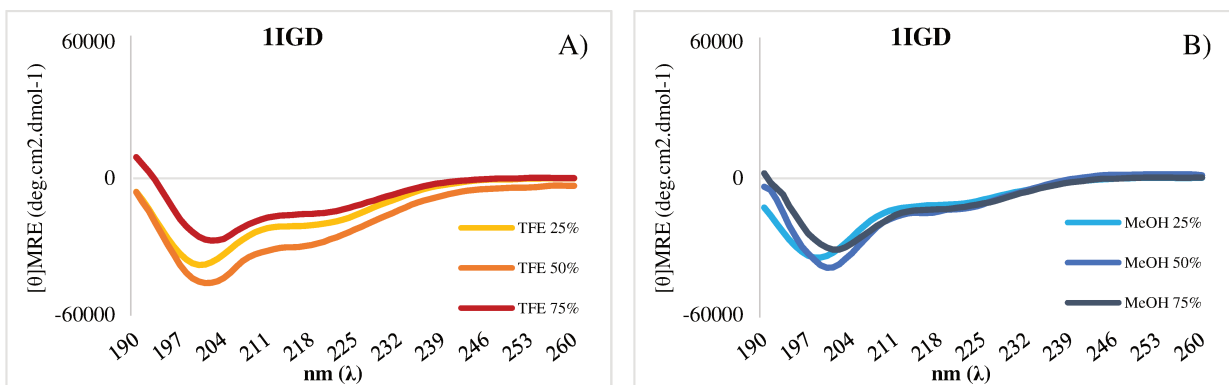 1IGD
A)
60000
0
-60000
[θ]MRE (deg.cm2.dmol-1)
TFE 25%
TFE 50%
TFE 75%
190 197 204 211 218 225 232 239 246 253 260
nm (λ)
1IGD
B)
60000
0
-60000
[θ]MRE (deg.cm2.dmol-1)
MeOH 25%
MeOH 50%
MeOH 75%
190 197 204 211 218 225 232 239 246 253 260
nm (λ)